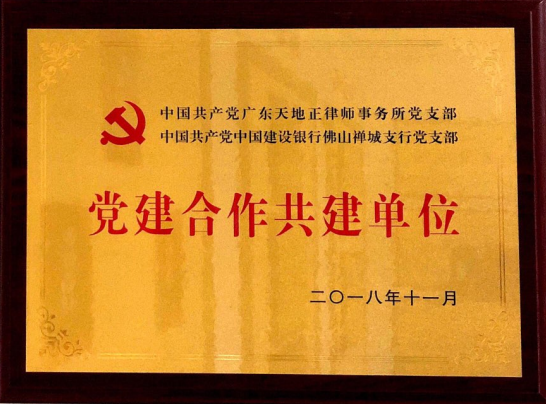 中国共产党广东天地正律师事务所党支部
中国共产党中国建设银行佛山禅城支行党支部
党建合作共建单位
二〇一八年十一月